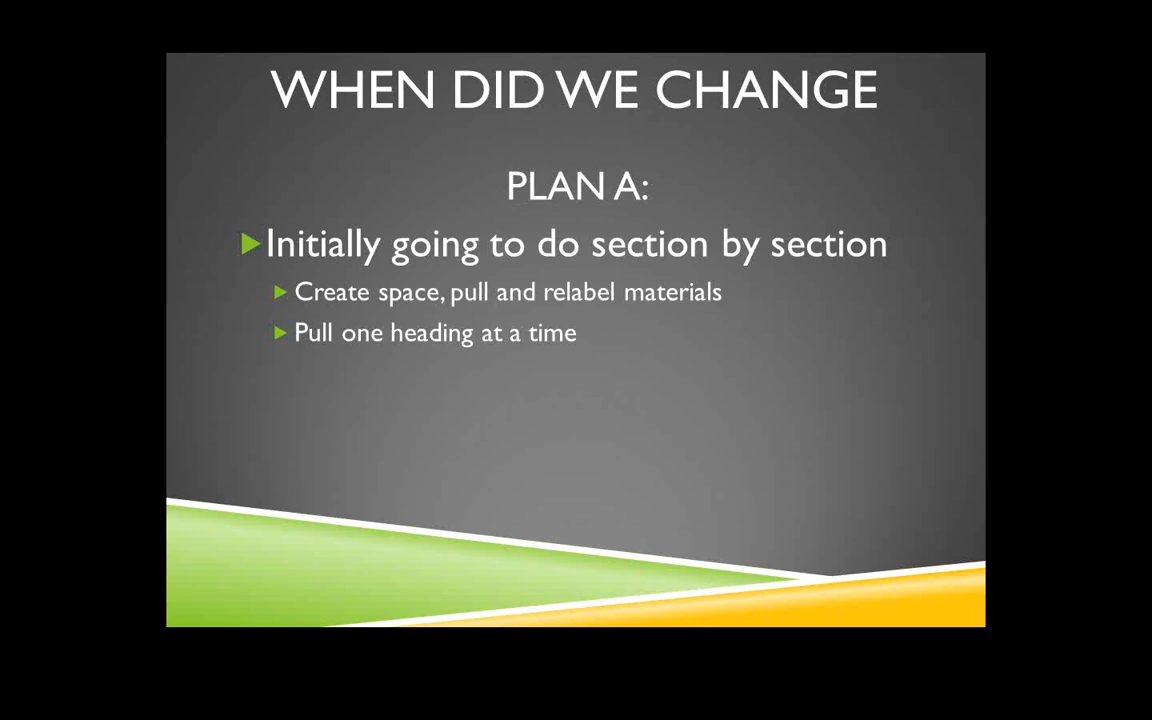 WHEN DID WE CHANGE
PLAN A:
Initially going to do section by section
Create space, pull and relabel materials
Pull one heading at a time